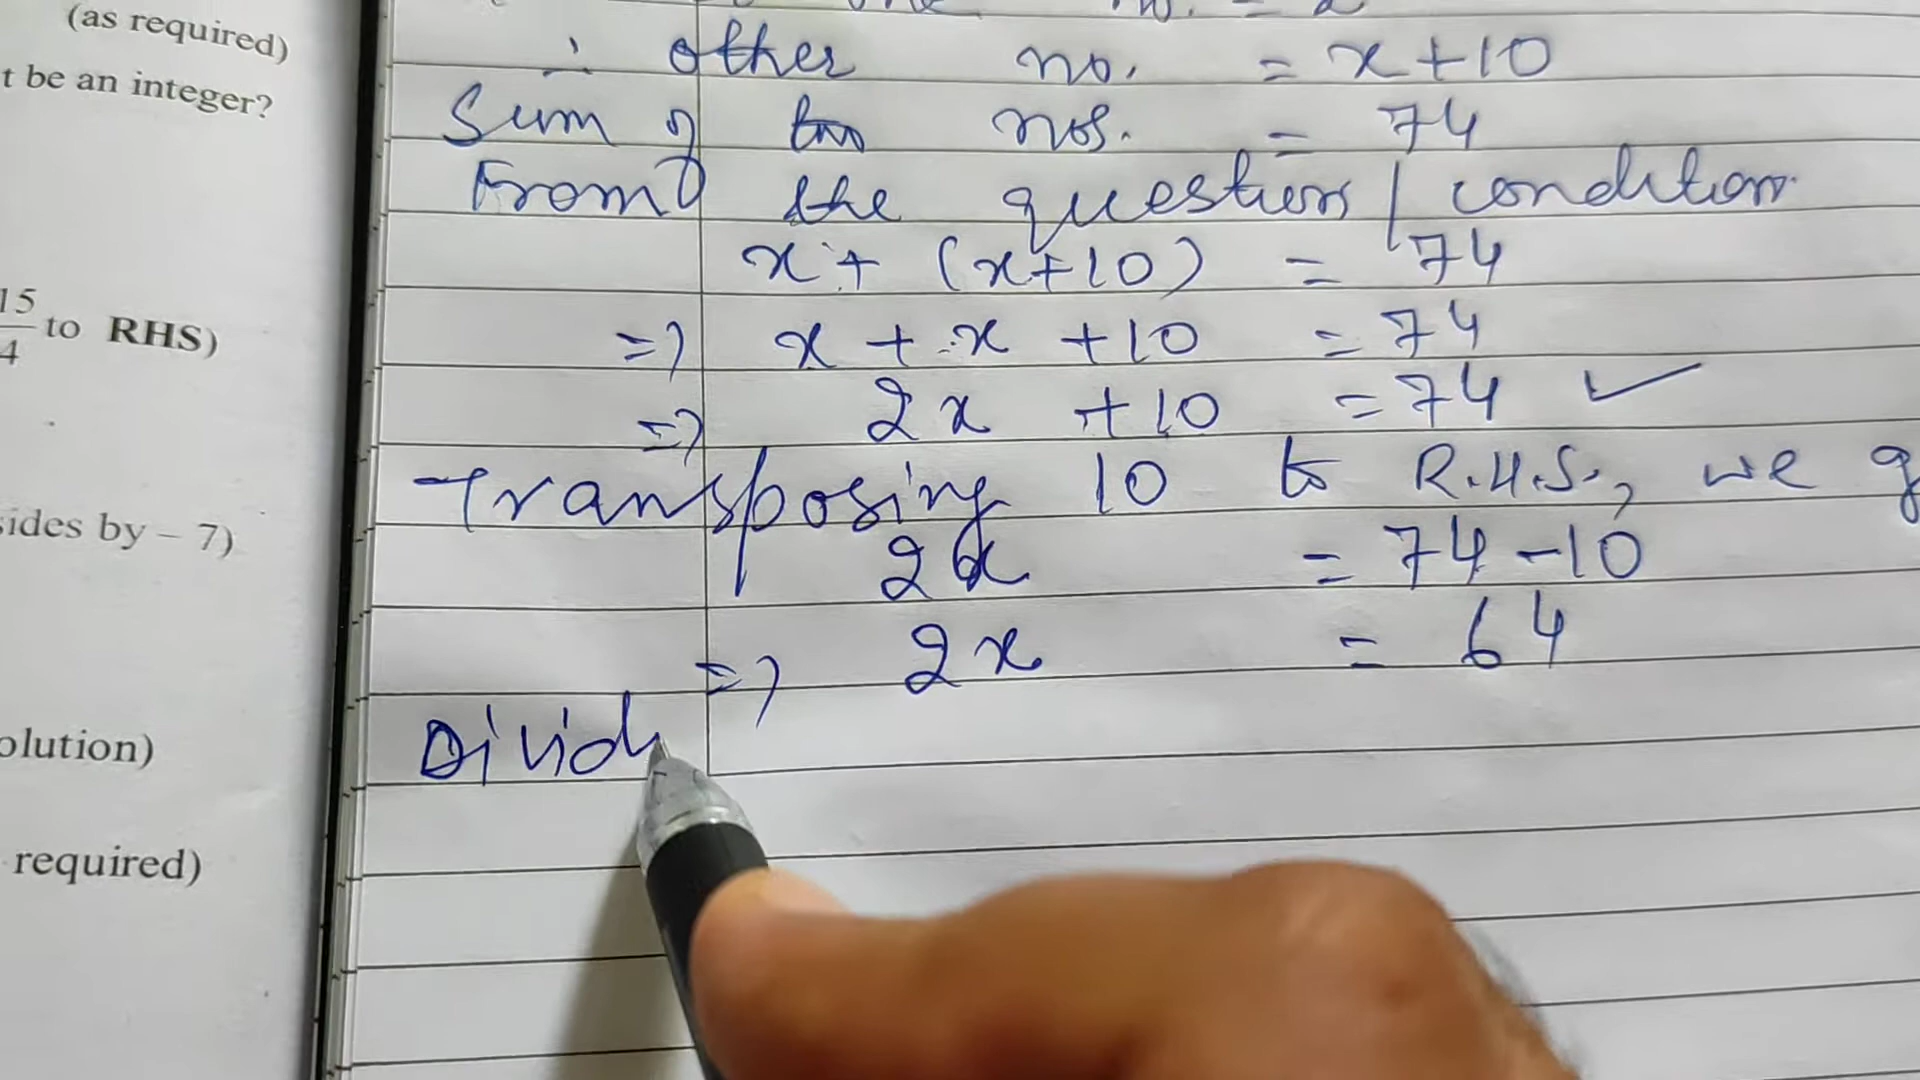 (as required)
t be an integer?
15
4
to RHS)
sides by – 7)
olution)
required)
no. =
∴ other no. = x+10
Sum of two nos. = 74
From the question / condition
x + (x+10) = 74
=> x + x +10 = 74
=> 2x +10 = 74 ✓
Transposing 10 to R.H.S., we g
2x = 74-10
=> 2x = 64
Divid